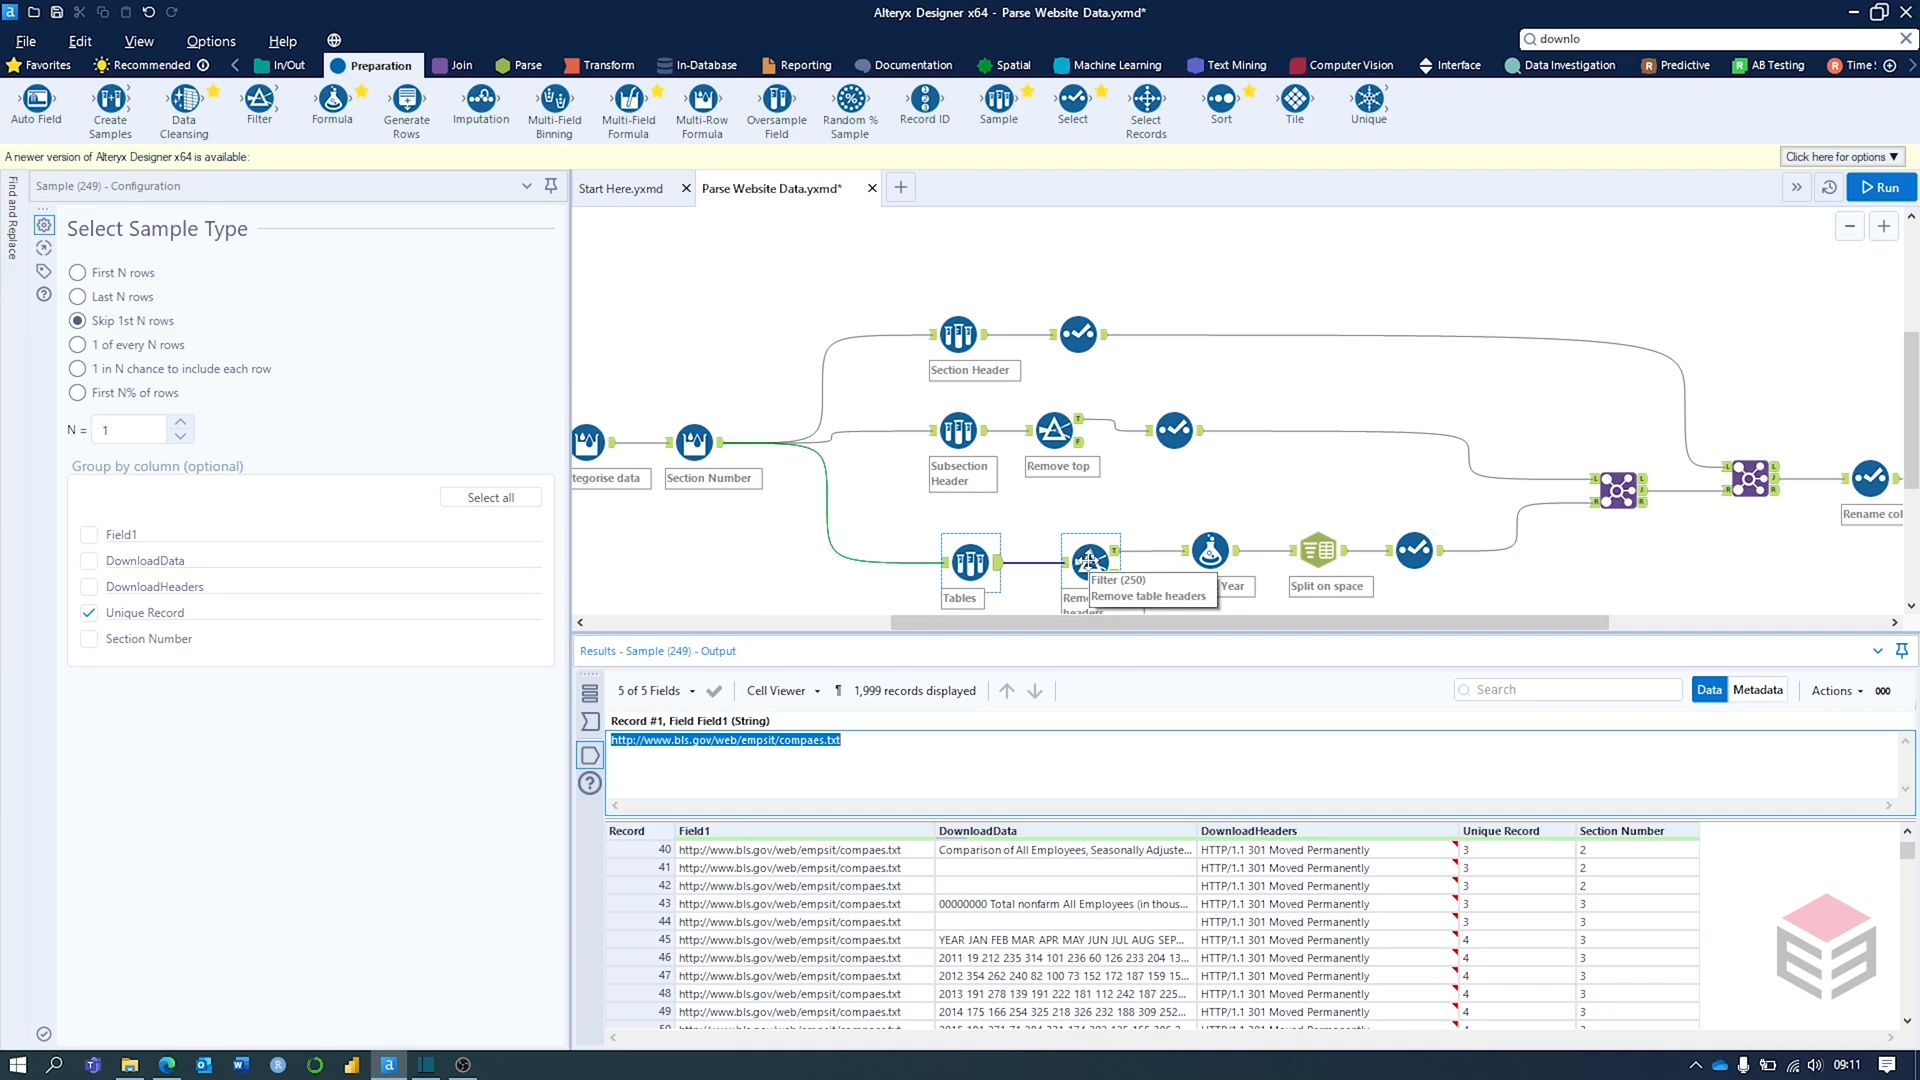 Alteryx Designer x64 - Parse Website Data.yxmd*
File Edit View Options Help
downlo
Favorites Recommended In/Out Preparation Join Parse Transform In-Database Reporting Documentation Spatial Machine Learning Text Mining Computer Vision Interface Data Investigation Predictive AB Testing Time S
Auto Field
Create Samples
Data Cleansing
Filter
Formula
Generate Rows
Imputation
Multi-Field Binning
Multi-Field Formula
Multi-Row Formula
Oversample Field
Random % Sample
Record ID
Sample
Select
Select Records
Sort
Tile
Unique
A newer version of Alteryx Designer x64 is available:
Click here for options ▼
Find and Replace
Sample (249) - Configuration
Start Here.yxmd
Parse Website Data.yxmd*
Run
Select Sample Type
First N rows
Last N rows
Skip 1st N rows
1 of every N rows
1 in N chance to include each row
First N% of rows
N = 1
Group by column (optional)
Select all
Field1
DownloadData
DownloadHeaders
Unique Record
Section Number
Section Header
Subsection Header
Remove top
tegorise data
Section Number
Rename col
Tables
headers
Filter (250)
Remove table headers
Year
Split on space
Results - Sample (249) - Output
5 of 5 Fields
Cell Viewer
1,999 records displayed
Search
Data
Metadata
Actions
000
Record #1, Field Field1 (String)
http://www.bls.gov/web/empsit/compaes.txt
Record Field1 DownloadData DownloadHeaders Unique Record Section Number
40 http://www.bls.gov/web/empsit/compaes.txt Comparison of All Employees, Seasonally Adjuste... HTTP/1.1 301 Moved Permanently 3 2
41 http://www.bls.gov/web/empsit/compaes.txt HTTP/1.1 301 Moved Permanently 3 2
42 http://www.bls.gov/web/empsit/compaes.txt HTTP/1.1 301 Moved Permanently 3 2
43 http://www.bls.gov/web/empsit/compaes.txt 00000000 Total nonfarm All Employees (in thous... HTTP/1.1 301 Moved Permanently 3 3
44 http://www.bls.gov/web/empsit/compaes.txt HTTP/1.1 301 Moved Permanently 3 3
45 http://www.bls.gov/web/empsit/compaes.txt YEAR JAN FEB MAR APR MAY JUN JUL AUG SEP... HTTP/1.1 301 Moved Permanently 4 3
46 http://www.bls.gov/web/empsit/compaes.txt 2011 19 212 235 314 101 236 60 126 233 204 13... HTTP/1.1 301 Moved Permanently 4 3
47 http://www.bls.gov/web/empsit/compaes.txt 2012 354 262 240 82 100 73 152 172 187 159 15... HTTP/1.1 301 Moved Permanently 4 3
48 http://www.bls.gov/web/empsit/compaes.txt 2013 191 278 139 191 222 181 112 242 187 225... HTTP/1.1 301 Moved Permanently 4 3
49 http://www.bls.gov/web/empsit/compaes.txt 2014 175 166 254 325 218 326 232 188 309 252... HTTP/1.1 301 Moved Permanently 4 3
09:11